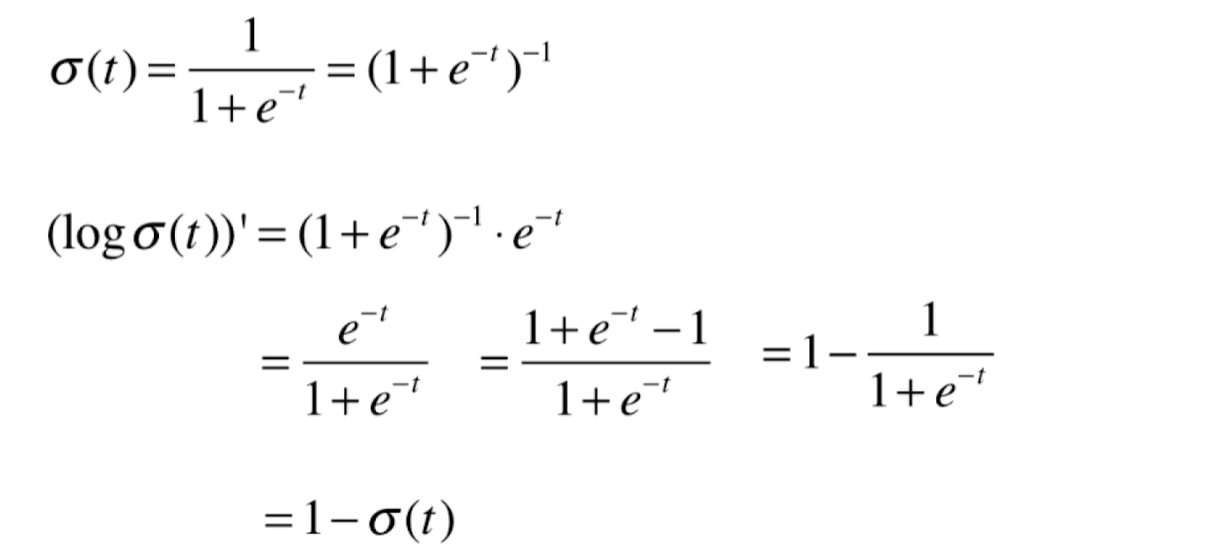 σ(t) = 1/(1+e^{-t}) = (1+e^{-t})^{-1}
(log σ(t))' = (1+e^{-t})^{-1} · e^{-t}
= e^{-t}/(1+e^{-t}) = (1+e^{-t}−1)/(1+e^{-t}) = 1 − 1/(1+e^{-t})
= 1 − σ(t)